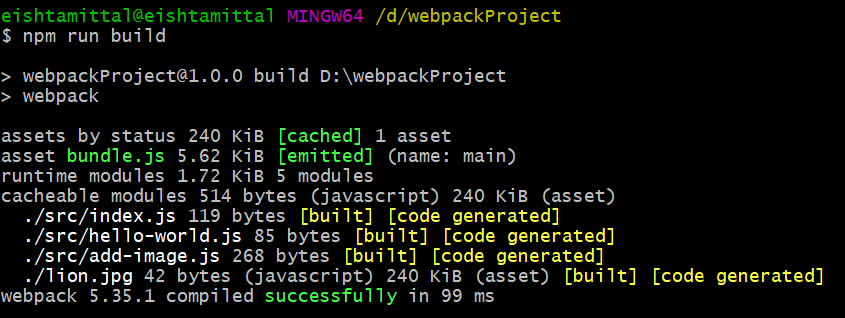 eishtamittal@eishtamittal MINGW64 /d/webpackProject
$ npm run build
> webpackProject@1.0.0 build D:\webpackProject
> webpack
assets by status 240 KiB [cached] 1 asset
asset bundle.js 5.62 KiB [emitted] (name: main)
runtime modules 1.72 KiB 5 modules
cacheable modules 514 bytes (javascript) 240 KiB (asset)
  ./src/index.js 119 bytes [built] [code generated]
  ./src/hello-world.js 85 bytes [built] [code generated]
  ./src/add-image.js 268 bytes [built] [code generated]
  ./lion.jpg 42 bytes (javascript) 240 KiB (asset) [built] [code generated]
webpack 5.35.1 compiled successfully in 99 ms